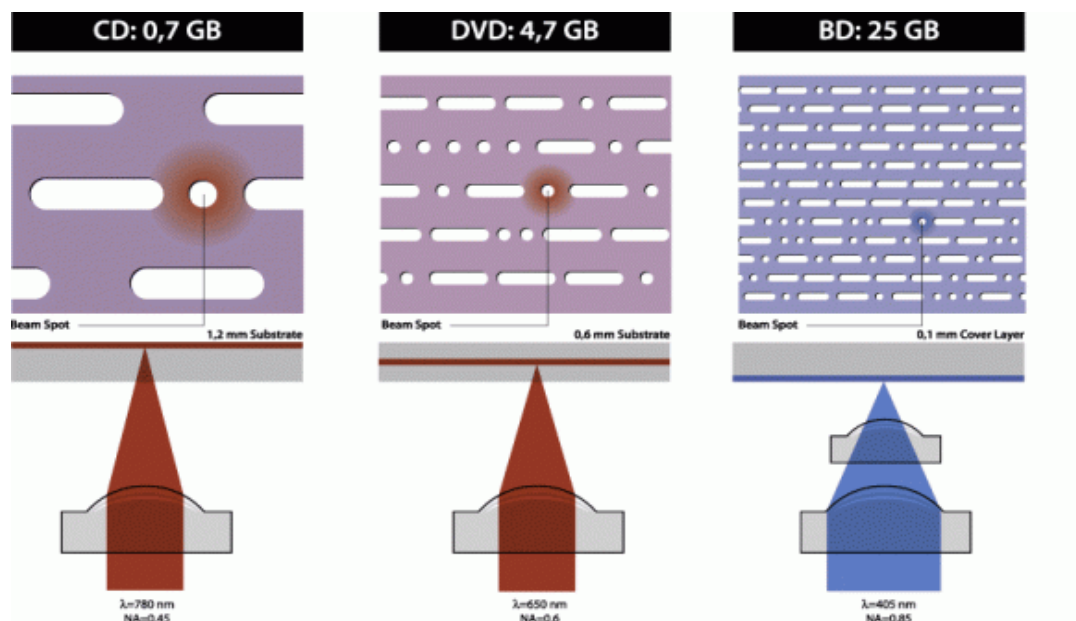 CD: 0,7 GB
DVD: 4,7 GB
BD: 25 GB
Beam Spot
1,2 mm Substrate
Beam Spot
0,6 mm Substrate
Beam Spot
0,1 mm Cover Layer
λ=780 nm
NA=0,45
λ=650 nm
NA=0,6
λ=405 nm
NA=0,85